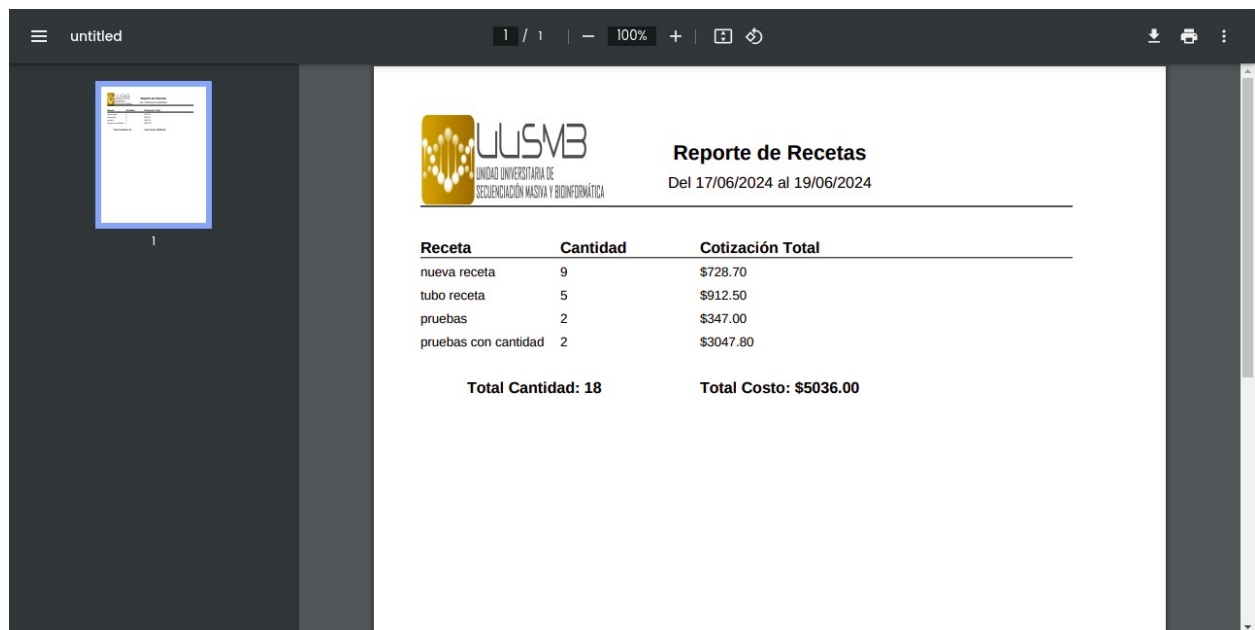 untitled
1 / 1 100%
1
UUSMB
UNIDAD UNIVERSITARIA DE
SECUENCIACIÓN MASIVA Y BIOINFORMÁTICA
Reporte de Recetas
Del 17/06/2024 al 19/06/2024
Receta Cantidad Cotización Total
nueva receta 9 $728.70
tubo receta 5 $912.50
pruebas 2 $347.00
pruebas con cantidad 2 $3047.80
Total Cantidad: 18 Total Costo: $5036.00